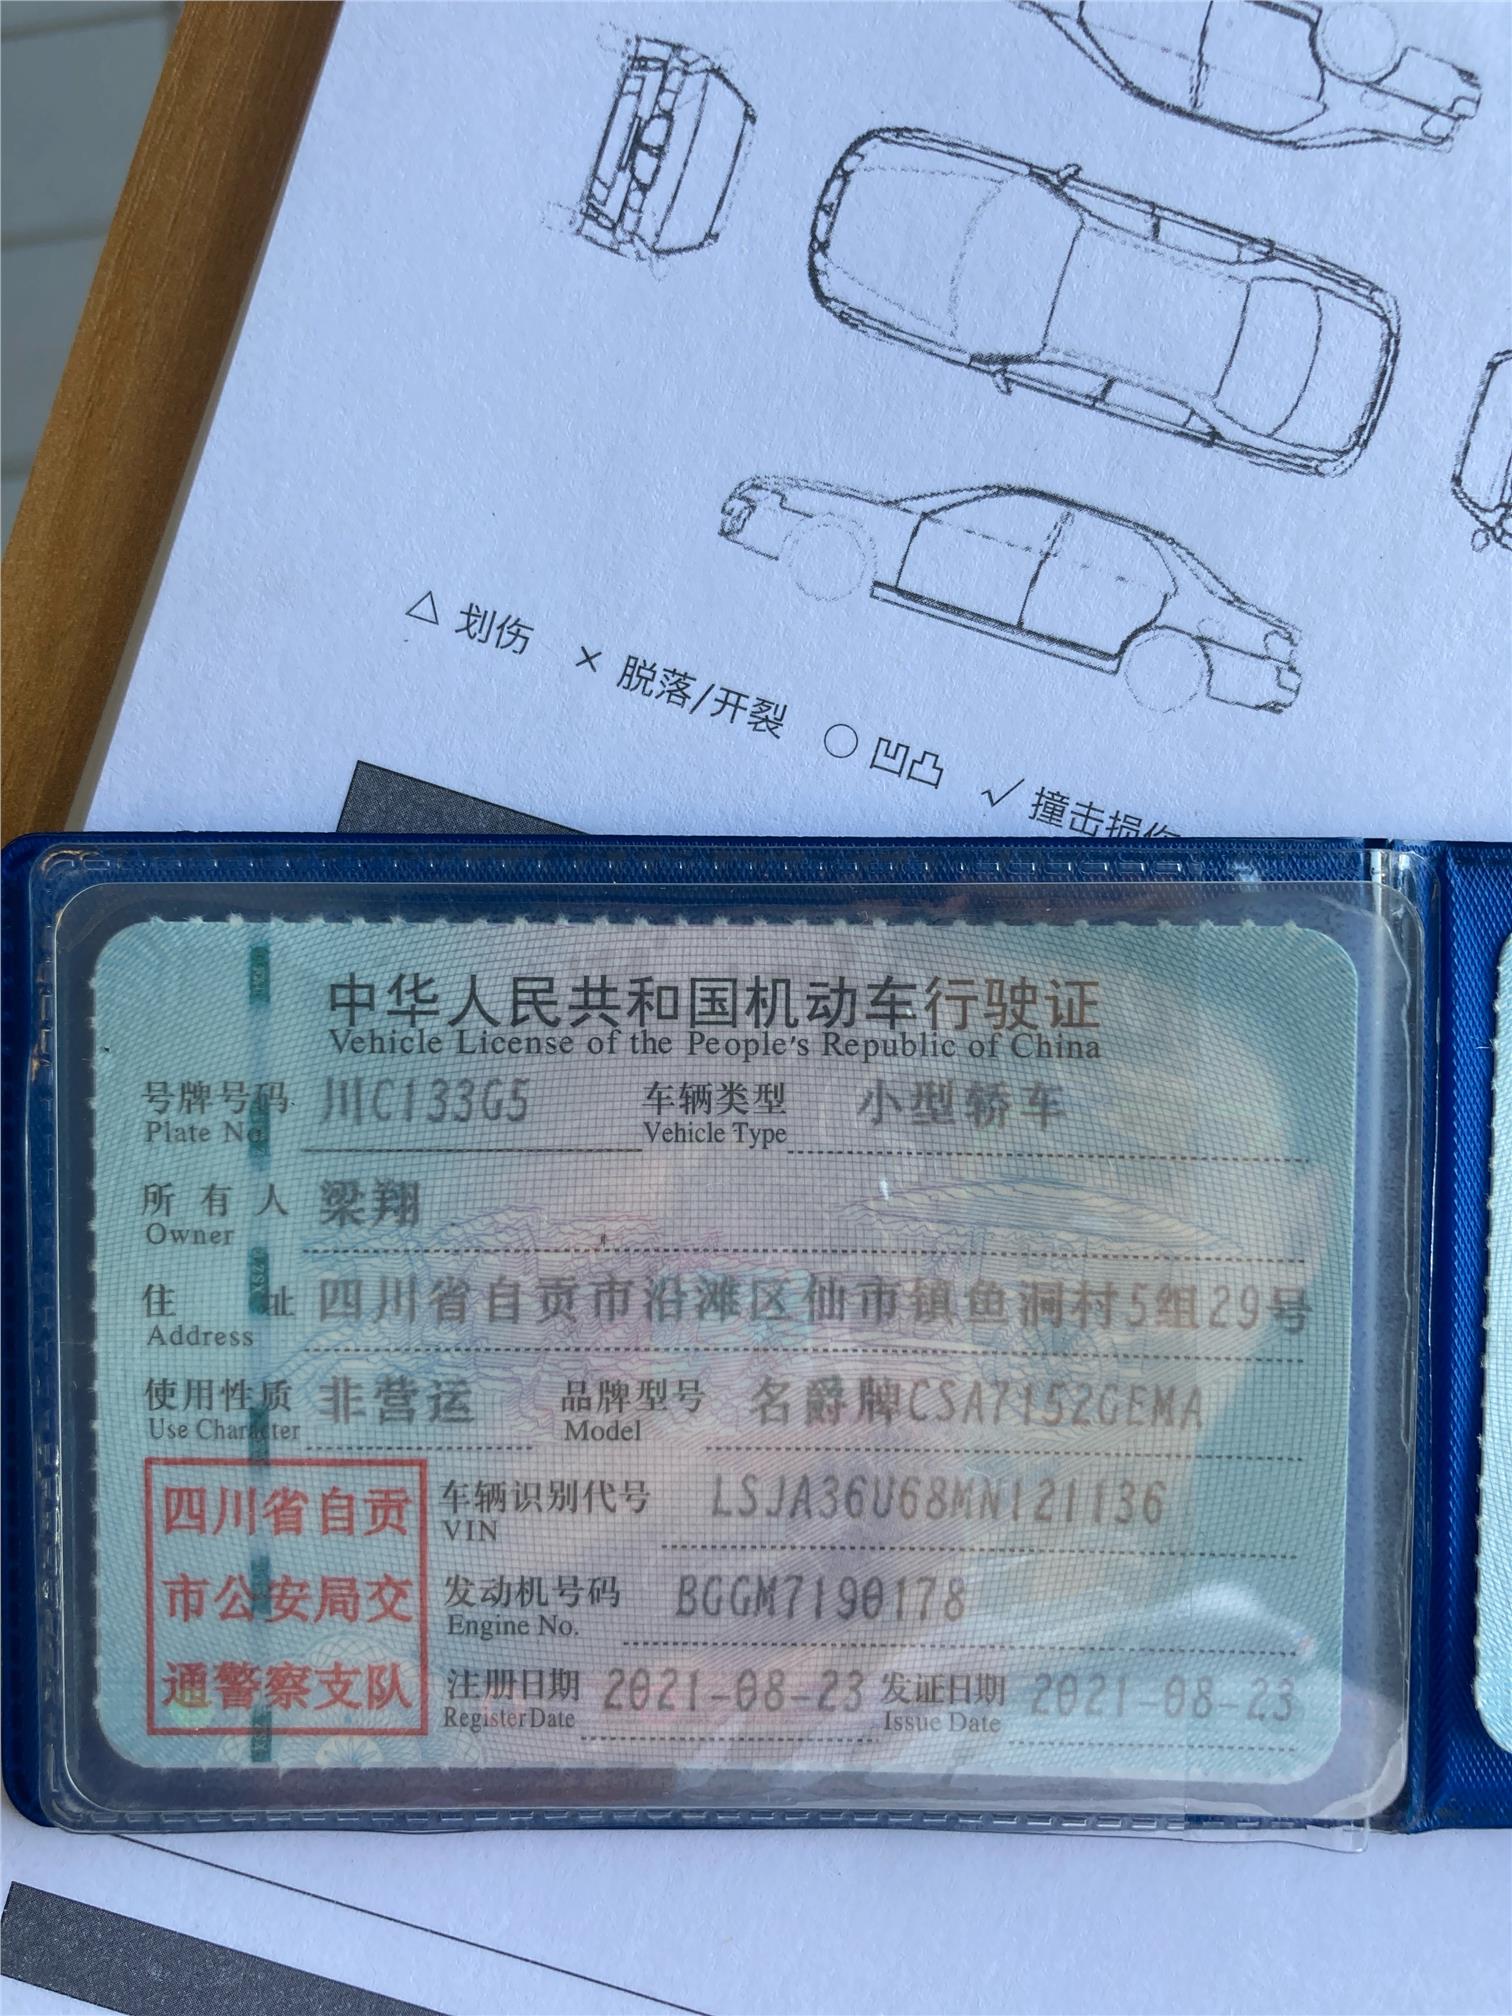 △ 划伤 × 脱落/开裂 ○ 凹凸 √ 撞击损伤
中华人民共和国机动车行驶证
Vehicle License of the People's Republic of China
号牌号码 川C133G5 车辆类型 小型轿车
Plate No. Vehicle Type
所有人 梁翔
Owner
住址 四川省自贡市沿滩区仙市镇鱼洞村5组29号
Address
使用性质 非营运 品牌型号 名爵牌CSA7152GEMA
Use Character Model
四川省自贡
市公安局交
通警察支队
车辆识别代号 LSJA36U68MN121136
VIN
发动机号码 BGGM7190178
Engine No.
注册日期 2021-08-23 发证日期 2021-08-23
Register Date Issue Date